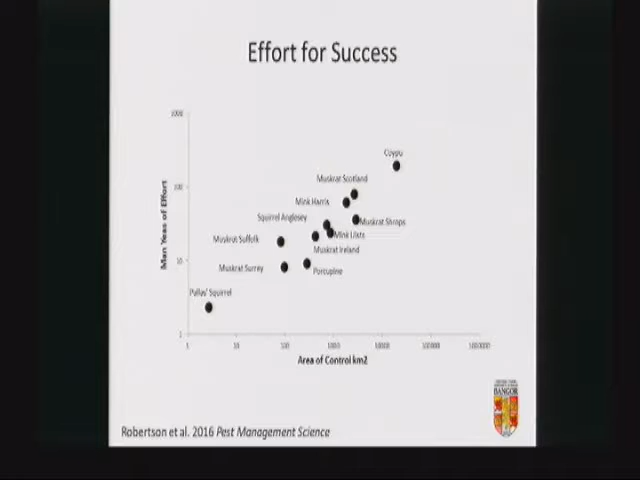 Effort for Success
1000
Coypu
Muskrat Scotland
100
Mink Harris
Squirrel Anglesey
Muskrat Shrops
Mink Uists
Muskrat Suffolk
Muskrat Ireland
10
Muskrat Surrey
Porcupine
Pallas' Squirrel
1
Man Yeas of Effort
1 10 100 1000 10000 100000 1000000
Area of Control km2
BANGOR
Robertson et al. 2016 Pest Management Science